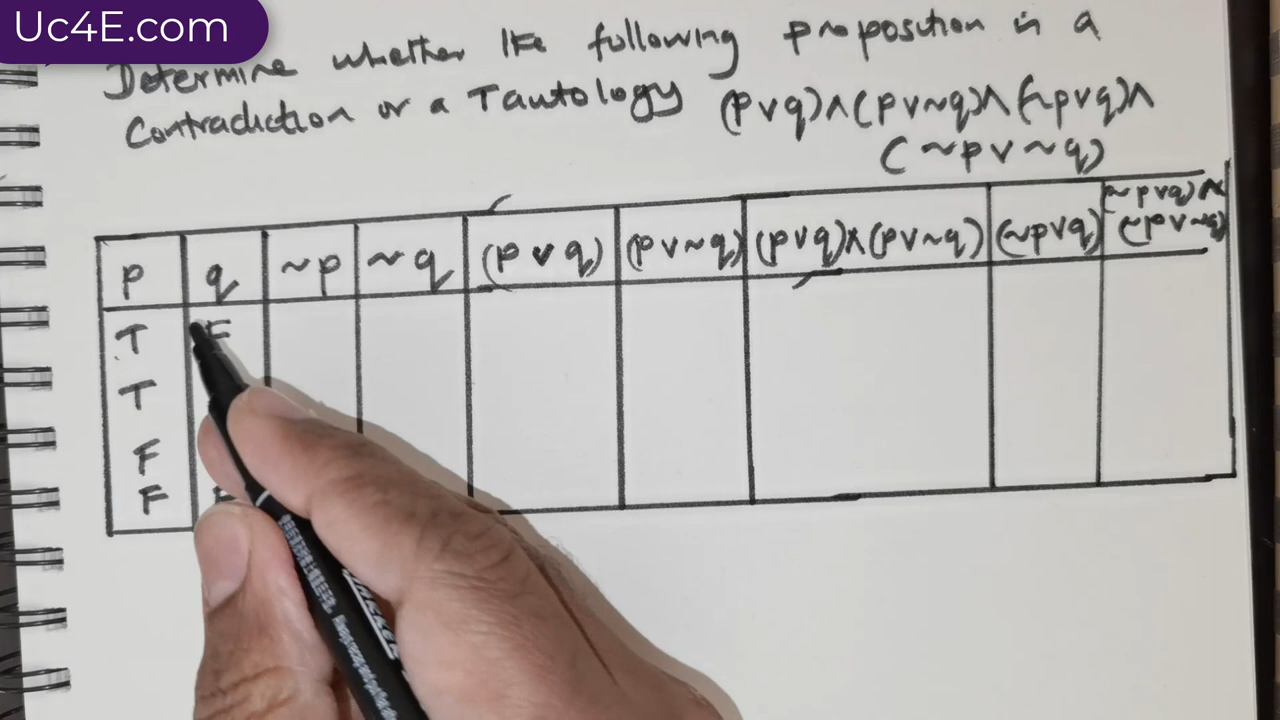 Uc4E.com
Determine whether the following proposition is a
Contradiction or a Tautology (p∨q)∧(p∨~q)∧(~p∨q)∧
(~p∨~q)
p q ~p ~q (p∨q) (p∨~q) (p∨q)∧(p∨~q) (~p∨q) (~p∨q)∧
(~p∨~q)
T F
T
F
F F